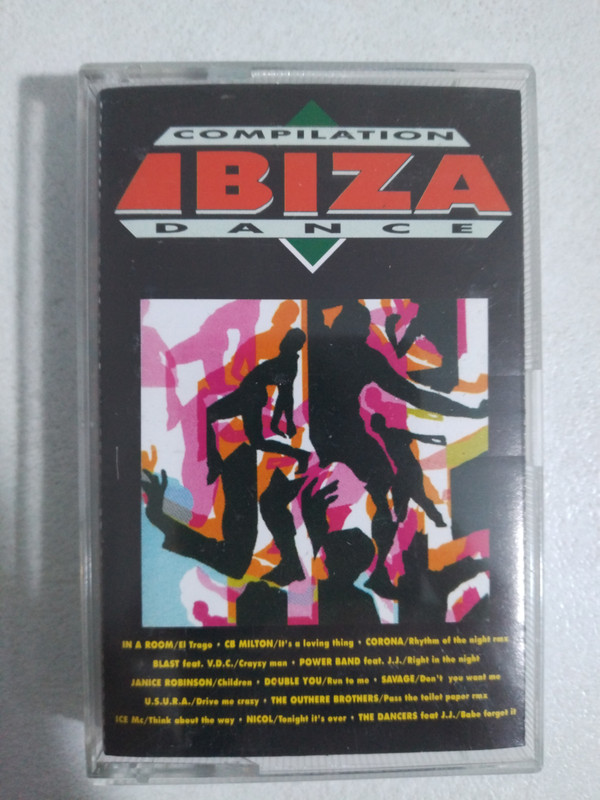 COMPILATION
IBIZA
DANCE
IN A ROOM/El Trago • CB MILTON/It's a loving thing • CORONA/Rhythm of the night rmx
BLAST feat. V.D.C./Crayzy man • POWER BAND feat. J.J./Right in the night
JANICE ROBINSON/Children • DOUBLE YOU/Run to me • SAVAGE/Don't you want me
U.S.U.R.A./Drive me crazy • THE OUTHERE BROTHERS/Pass the toilet paper rmx
ICE Mc/Think about the way • NICOL/Tonight it's over • THE DANCERS feat J.J./Babe forget it